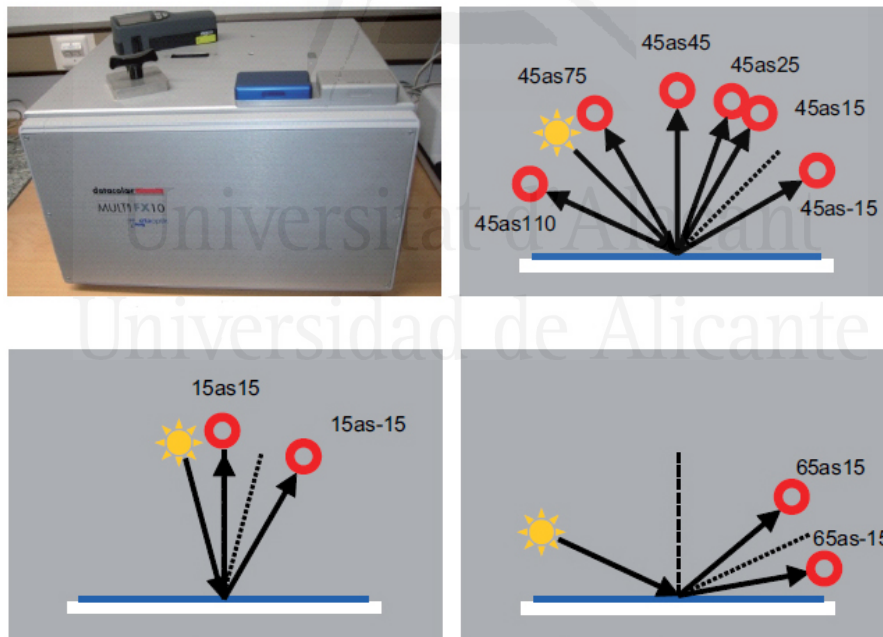 datacolor
MULTI FX10
45as45
45as75
45as25
45as15
45as-15
45as110
Universitat d'Alacant
Universidad de Alicante
15as15
15as-15
65as15
65as-15